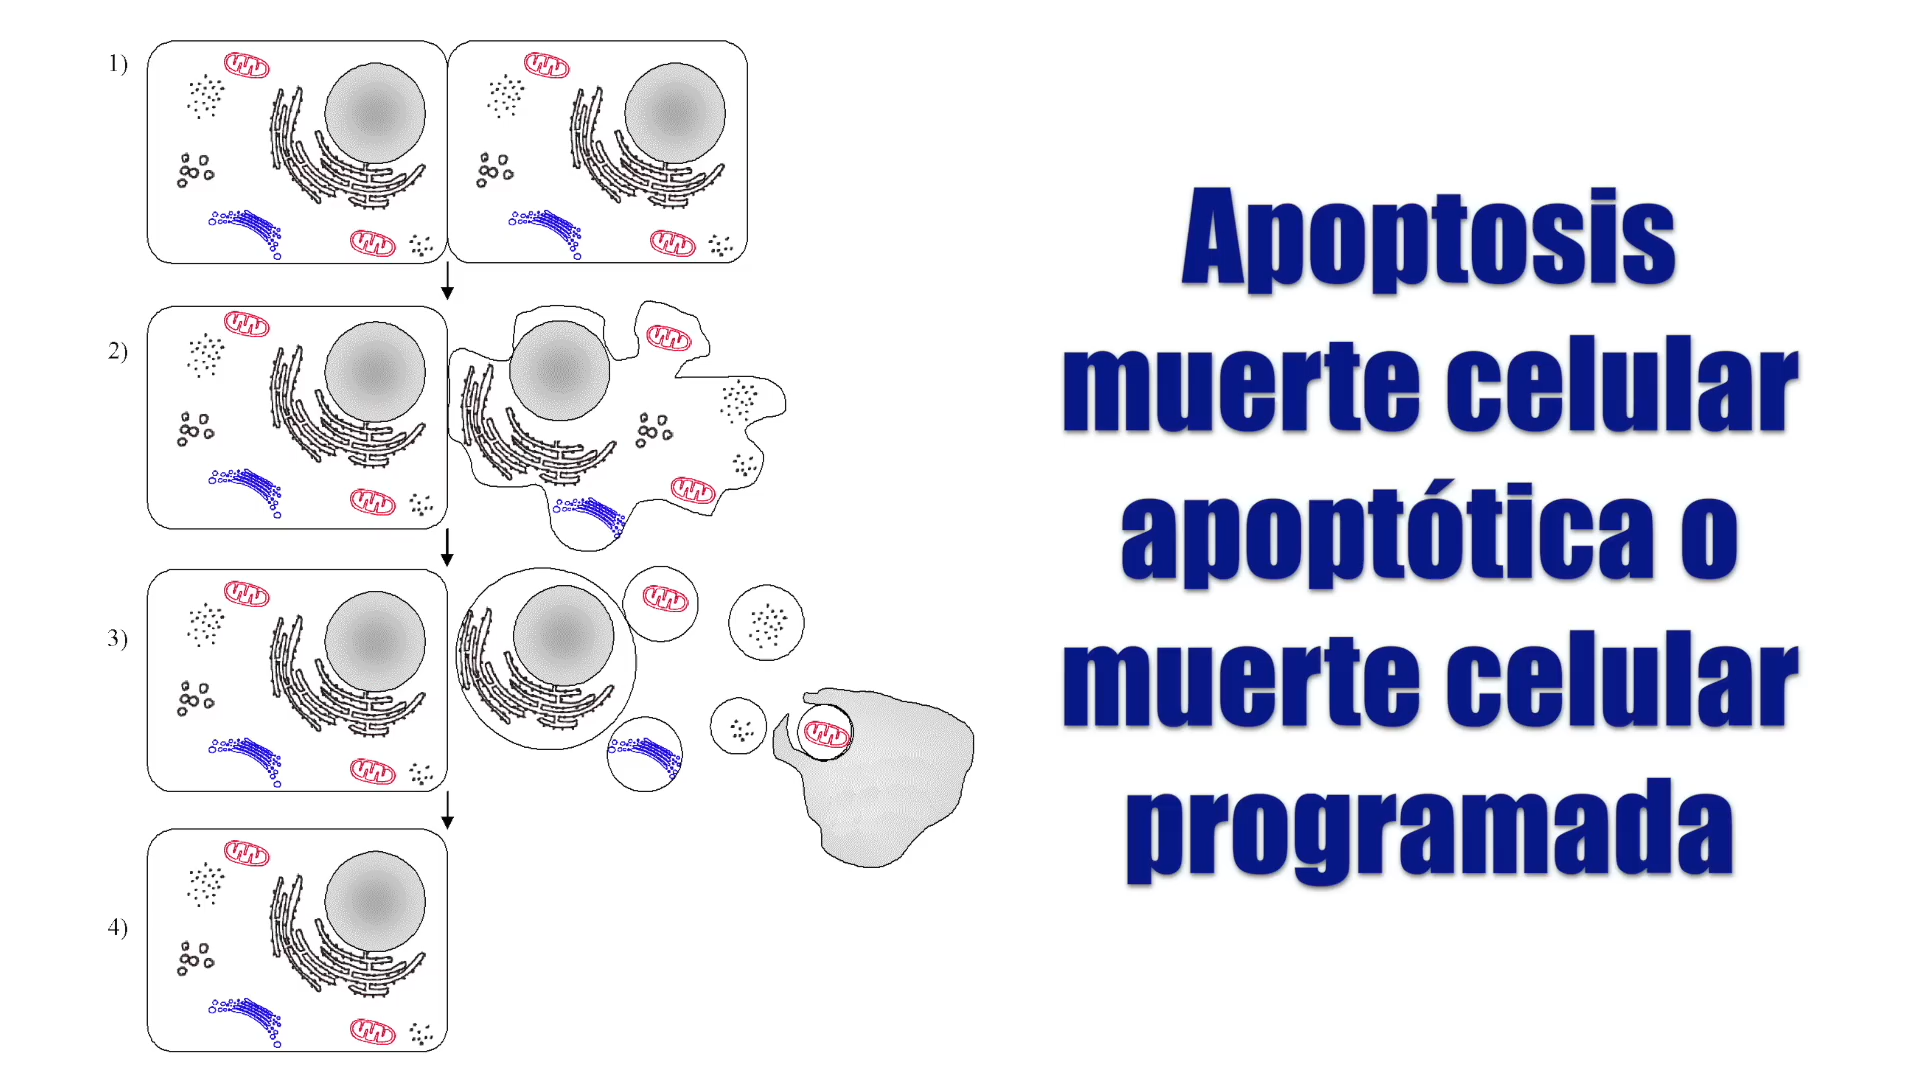 1)
2)
3)
4)
Apoptosis
muerte celular
apoptótica o
muerte celular
programada